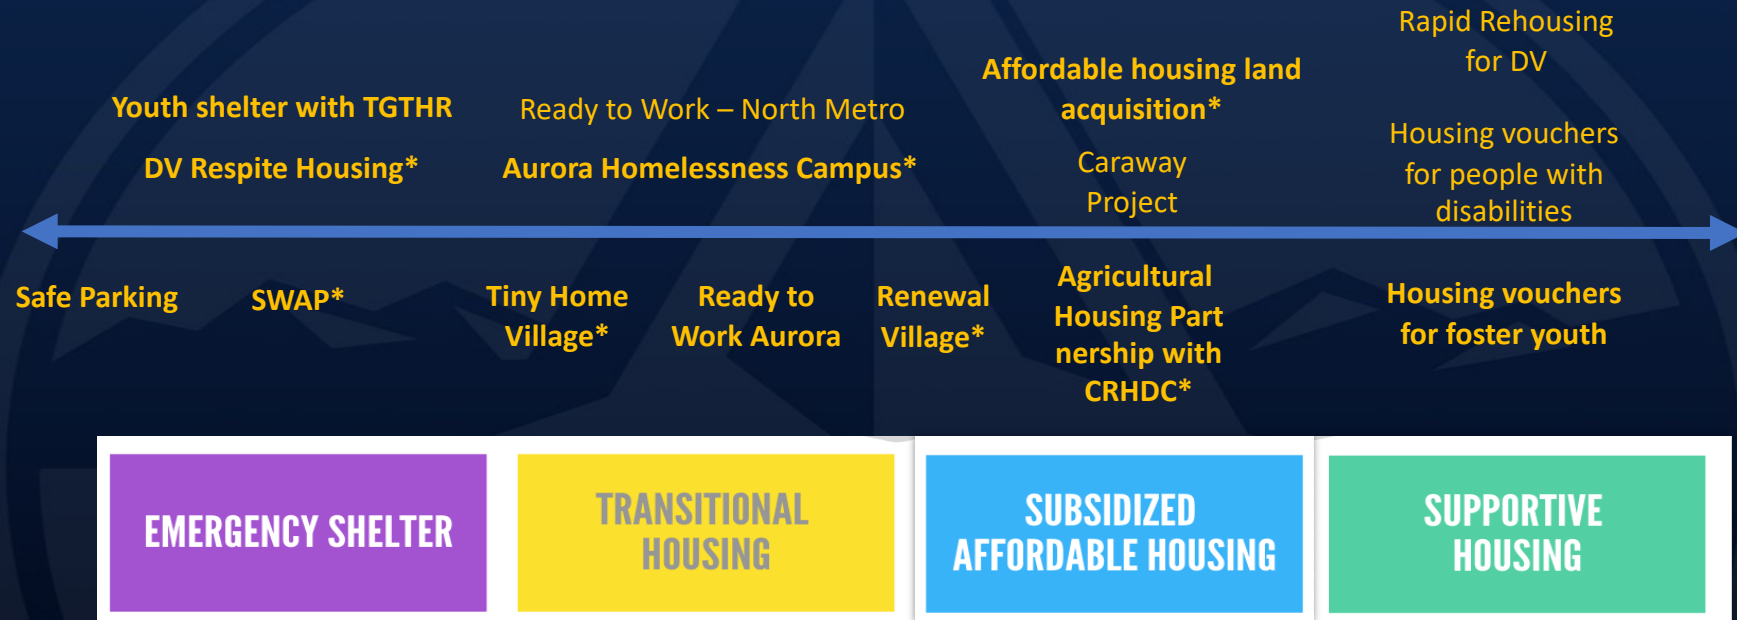 Rapid Rehousing
for DV
Affordable housing land
acquisition*
Youth shelter with TGTHR
Ready to Work – North Metro
Housing vouchers
for people with
disabilities
DV Respite Housing*
Aurora Homelessness Campus*
Caraway
Project
Safe Parking
SWAP*
Tiny Home
Village*
Ready to
Work Aurora
Renewal
Village*
Agricultural
Housing Part
nership with
CRHDC*
Housing vouchers
for foster youth
EMERGENCY SHELTER
TRANSITIONAL
HOUSING
SUBSIDIZED
AFFORDABLE HOUSING
SUPPORTIVE
HOUSING